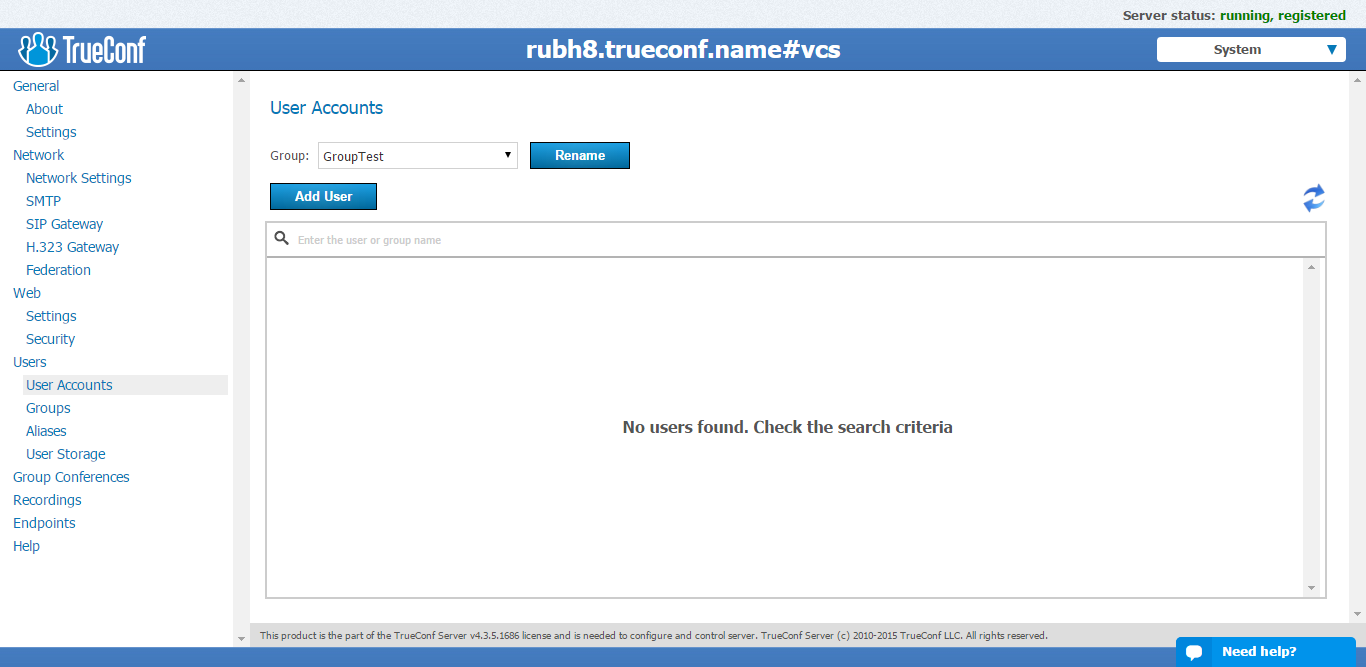 Server status: running, registered
TrueConf
rubh8.trueconf.name#vcs
System
General
About
Settings
Network
Network Settings
SMTP
SIP Gateway
H.323 Gateway
Federation
Web
Settings
Security
Users
User Accounts
Groups
Aliases
User Storage
Group Conferences
Recordings
Endpoints
Help
User Accounts
Group: GroupTest Rename
Add User
Enter the user or group name
No users found. Check the search criteria
This product is the part of the TrueConf Server v4.3.5.1686 license and is needed to configure and control server. TrueConf Server (c) 2010-2015 TrueConf LLC. All rights reserved.
Need help?